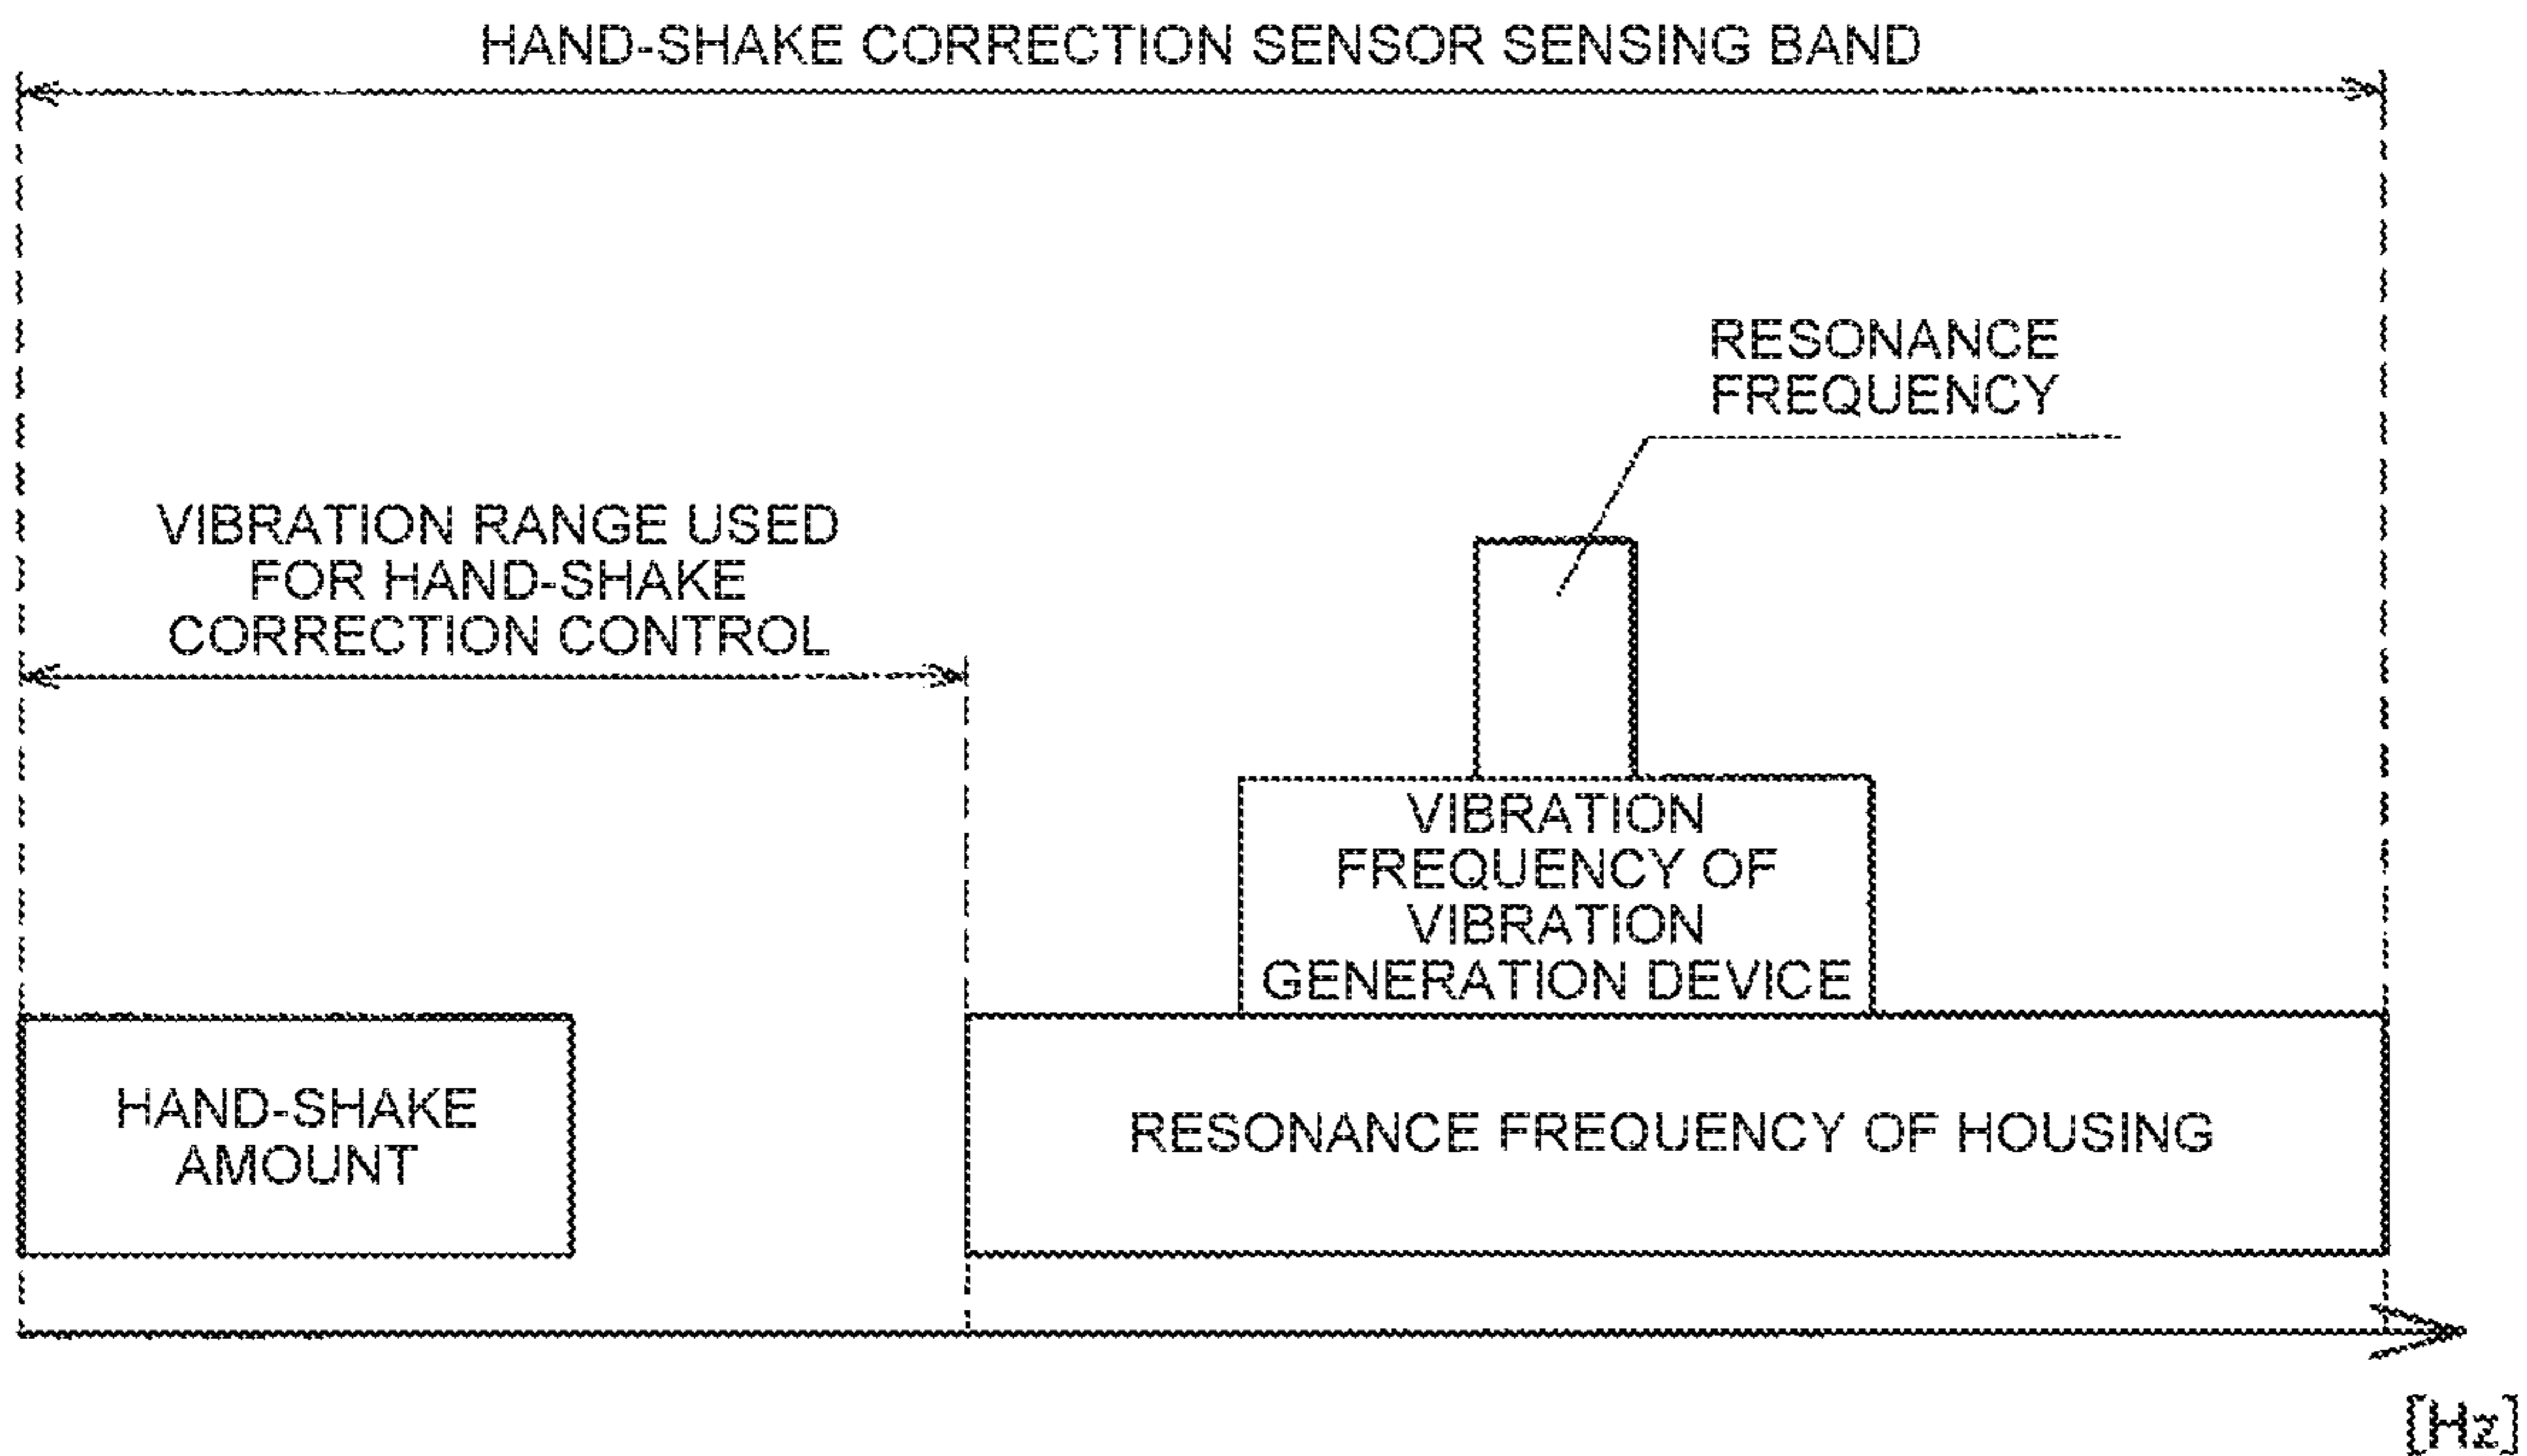 HAND-SHAKE CORRECTION SENSOR SENSING BAND
RESONANCE
FREQUENCY
VIBRATION RANGE USED
FOR HAND-SHAKE
CORRECTION CONTROL
VIBRATION
FREQUENCY OF
VIBRATION
GENERATION DEVICE
HAND-SHAKE
AMOUNT
RESONANCE FREQUENCY OF HOUSING
[Hz]